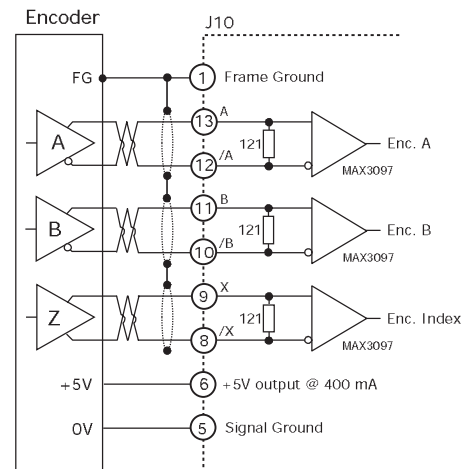 Encoder
J10
FG
1
Frame Ground
A
13
A
121
Enc. A
12
/A
MAX3097
B
11
B
121
Enc. B
10
/B
MAX3097
Z
9
X
121
Enc. Index
8
/X
MAX3097
+5V
6
+5V output @ 400 mA
0V
5
Signal Ground